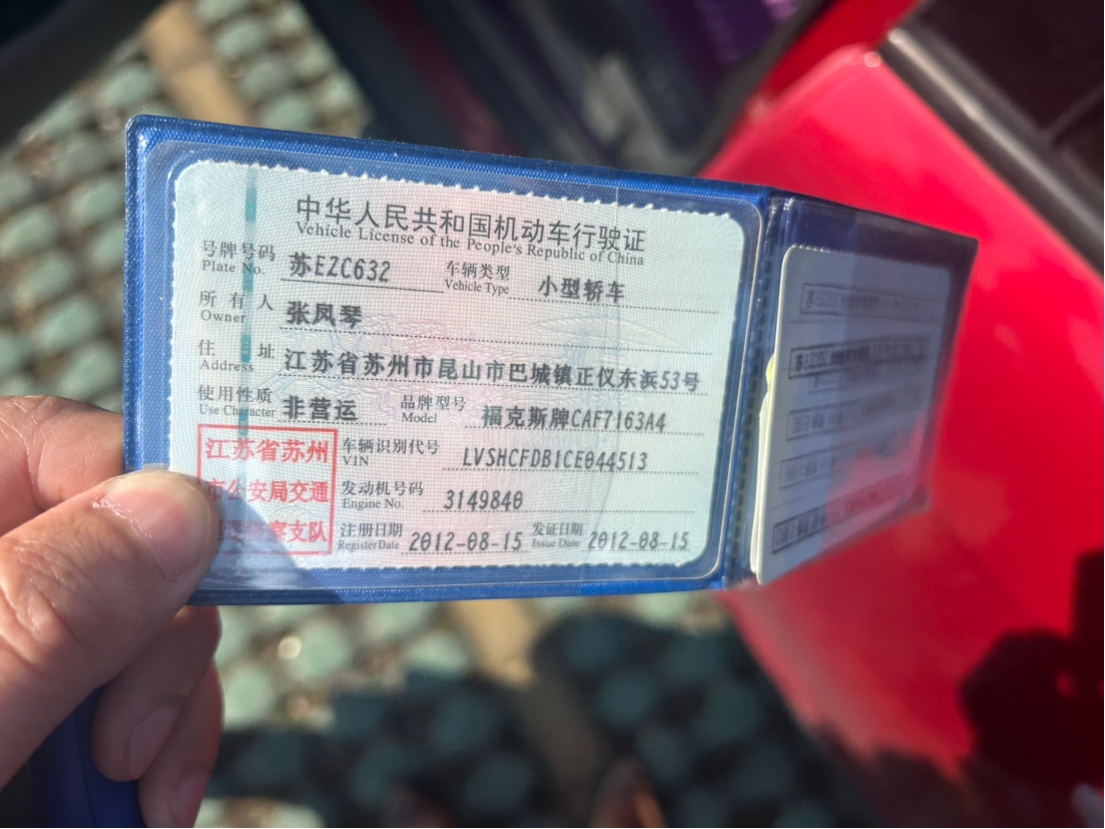 中华人民共和国机动车行驶证
Vehicle License of the People's Republic of China
号牌号码 苏EZC632 车辆类型 小型轿车
Plate No. Vehicle Type
所有人 张凤琴
Owner
住址 江苏省苏州市昆山市巴城镇正仪东浜53号
Address
使用性质 非营运 品牌型号 福克斯牌CAF7163A4
Use Character Model
江苏省苏州 车辆识别代号 LVSHCFDB1CE044513
VIN
市公安局交通 发动机号码 3149840
Engine No.
察支队 注册日期 2012-08-15 发证日期 2012-08-15
Register Date Issue Date